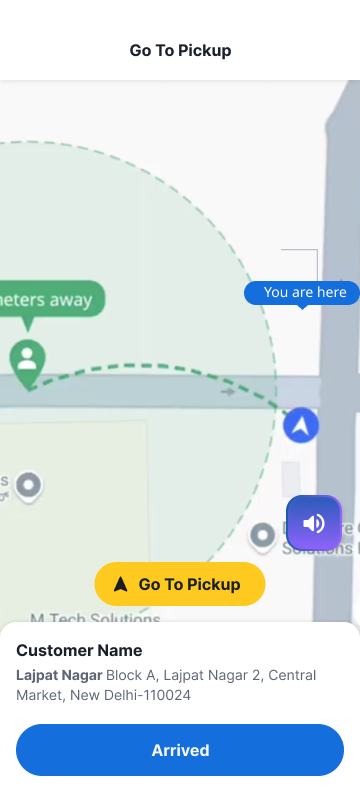 Go To Pickup
meters away
You are here
Go To Pickup
M Tech Solutions
Customer Name
Lajpat Nagar Block A, Lajpat Nagar 2, Central
Market, New Delhi-110024
Arrived